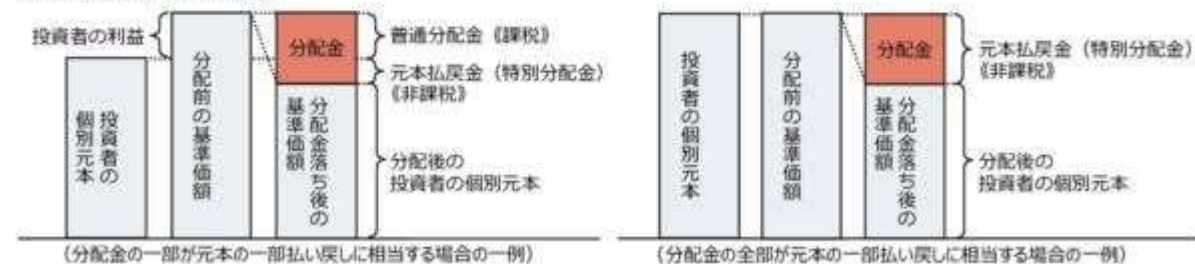 投資者の利益
投資者の
個別元本
分配前の基準価額
分配金
普通分配金《課税》
元本払戻金（特別分配金）
《非課税》
分配金落ち後の
基準価額
分配後の
投資者の個別元本
（分配金の一部が元本の一部払い戻しに相当する場合の一例）
投資者の個別元本
分配前の基準価額
分配金
元本払戻金（特別分配金）
《非課税》
分配金落ち後の
基準価額
分配後の
投資者の個別元本
（分配金の全部が元本の一部払い戻しに相当する場合の一例）